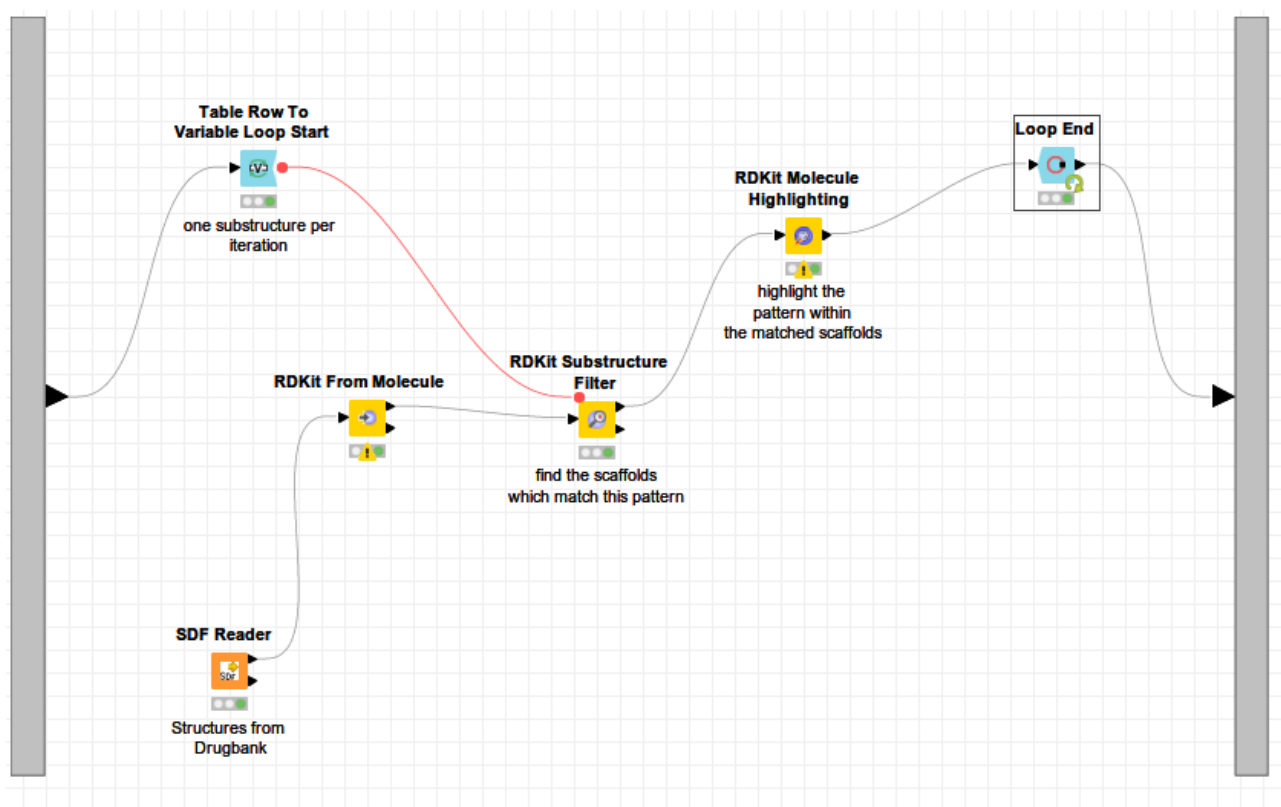 Table Row To
Variable Loop Start
(V)
one substructure per
iteration
Loop End
RDKit Molecule
Highlighting
highlight the
pattern within
the matched scaffolds
RDKit Substructure
Filter
find the scaffolds
which match this pattern
RDKit From Molecule
SDF Reader
SDF
Structures from
Drugbank